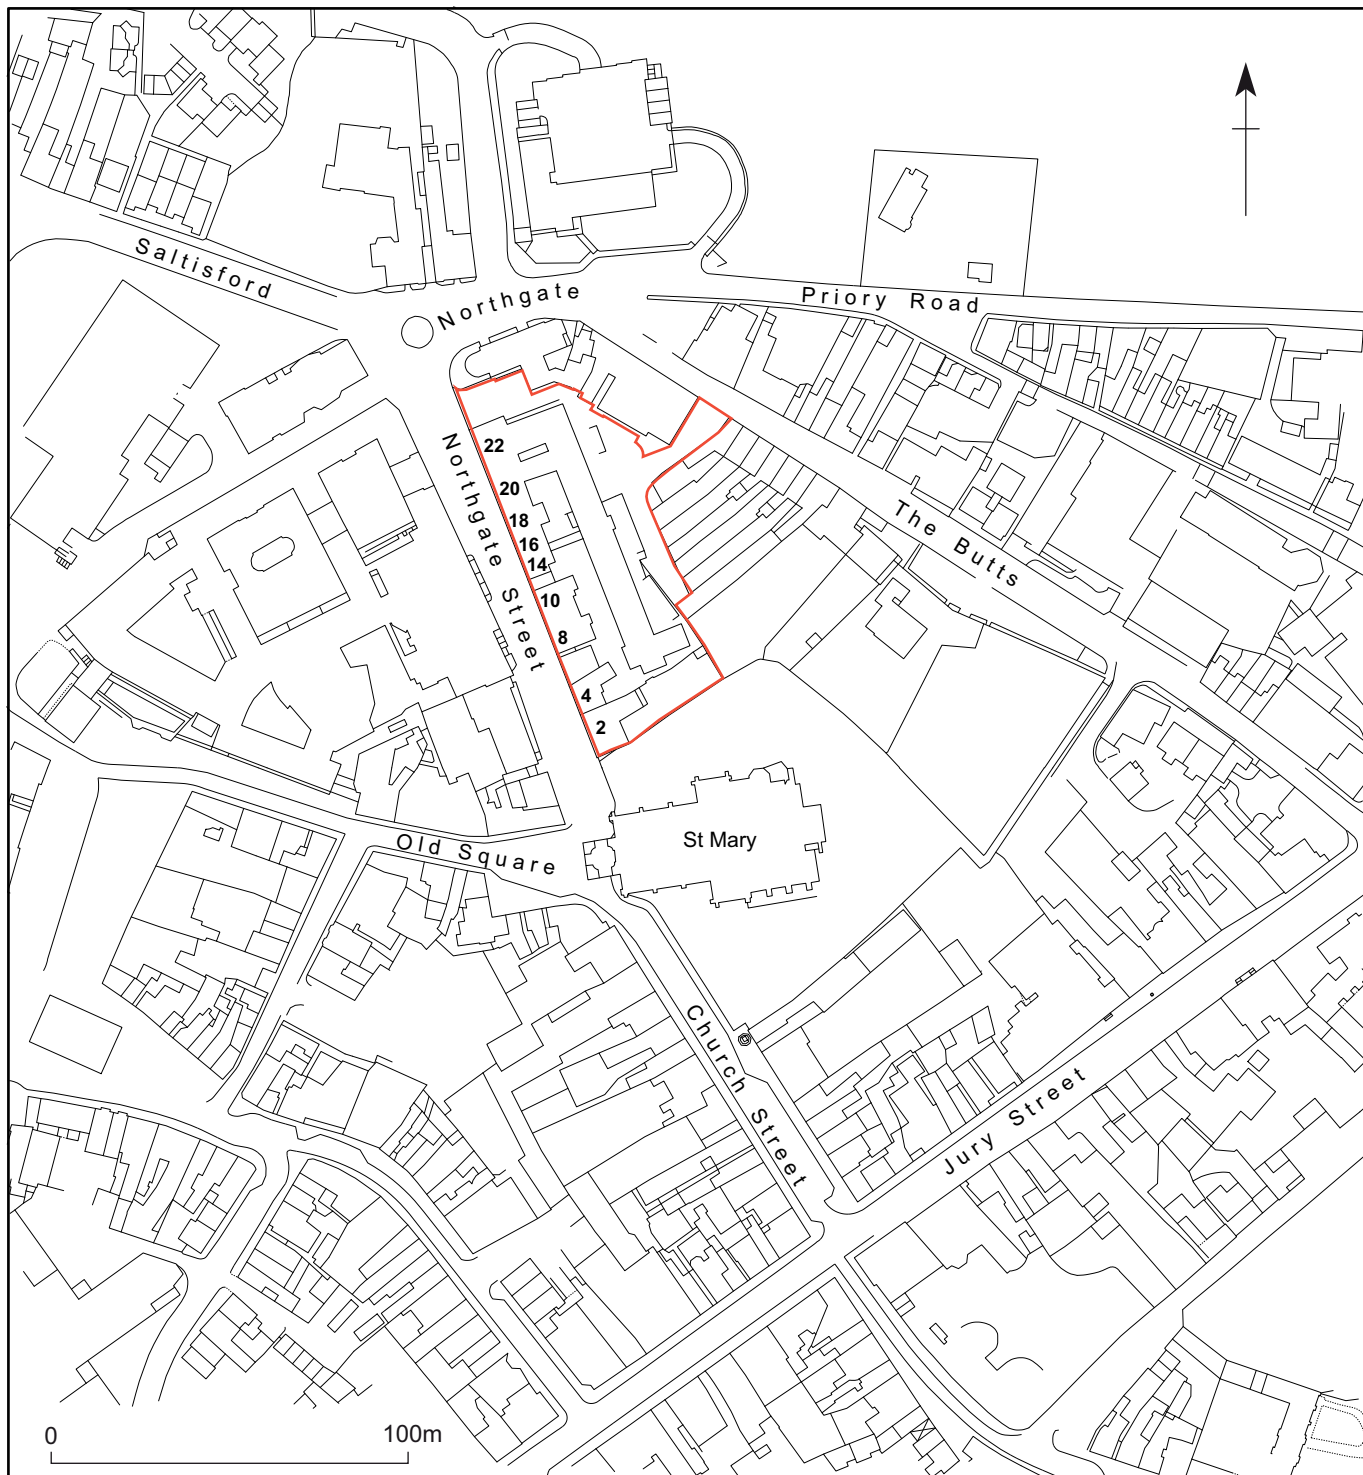 Saltisford
Northgate
Priory Road
Northgate Street
22
20
18
16
14
10
8
4
2
The Butts
St Mary
Old Square
Church Street
Jury Street
0
100m